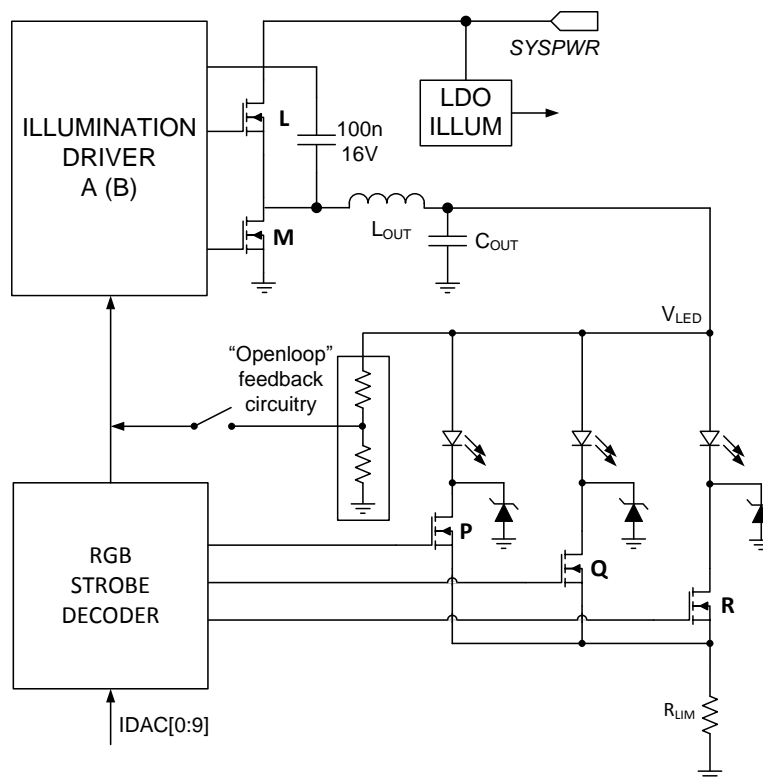 SYSPWR
ILLUMINATION
DRIVER
A (B)
L
100n
16V
LDO
ILLUM
M
LOUT
COUT
VLED
“Openloop”
feedback
circuitry
P
Q
R
RGB
STROBE
DECODER
RLIM
IDAC[0:9]